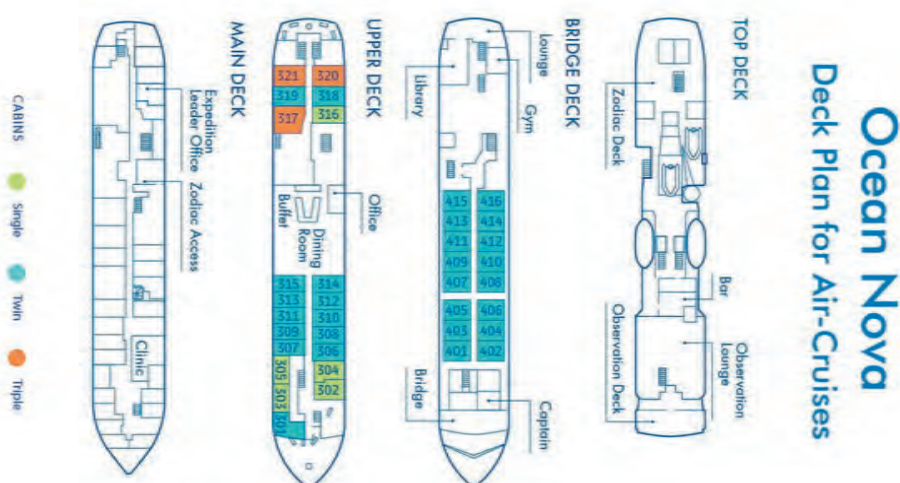 Ocean Nova
Deck Plan for Air-Cruises
TOP DECK
Zodiac Deck
Bar
Observation Lounge
Observation Deck
BRIDGE DECK
Lounge
Gym
Library
415 416
413 414
411 412
409 410
407 408
405 406
403 404
401 402
Captain
Bridge
UPPER DECK
321 320
319 318
317 316
Office
Buffet
Dining Room
315 314
313 312
311 310
309 308
307 306
305 304
303 302
301
MAIN DECK
Expedition Leader Office
Zodiac Access
Clinic
CABINS
Single
Twin
Triple